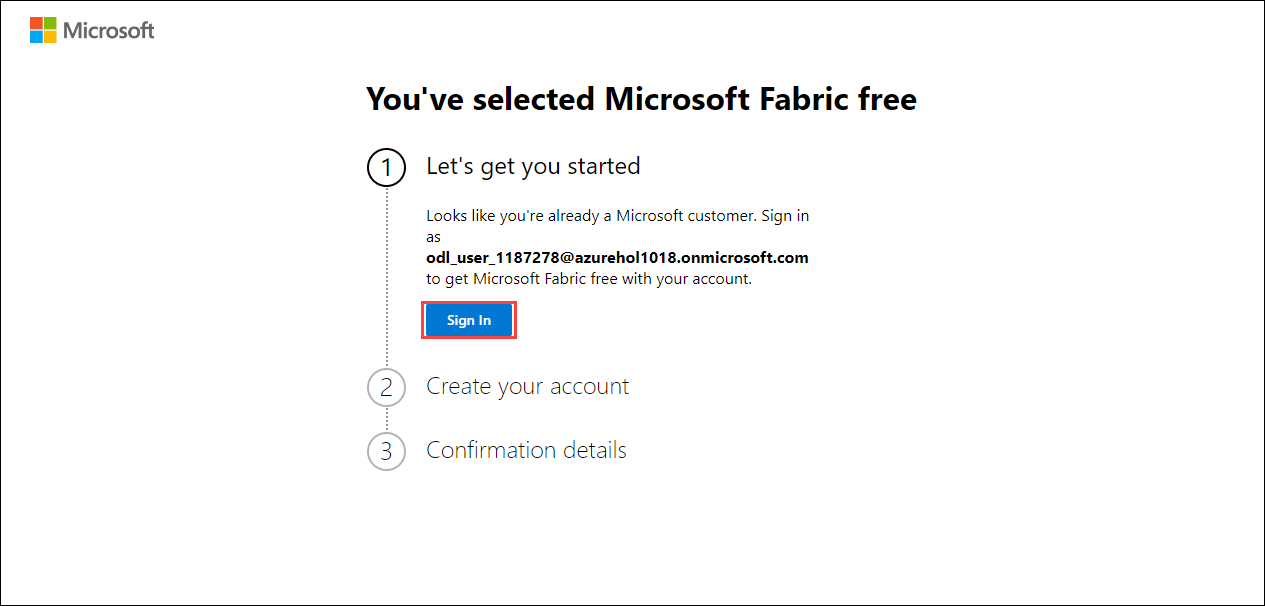 Microsoft
You've selected Microsoft Fabric free
1 Let's get you started
Looks like you're already a Microsoft customer. Sign in
as
odl_user_1187278@azurehol1018.onmicrosoft.com
to get Microsoft Fabric free with your account.
Sign In
2 Create your account
3 Confirmation details